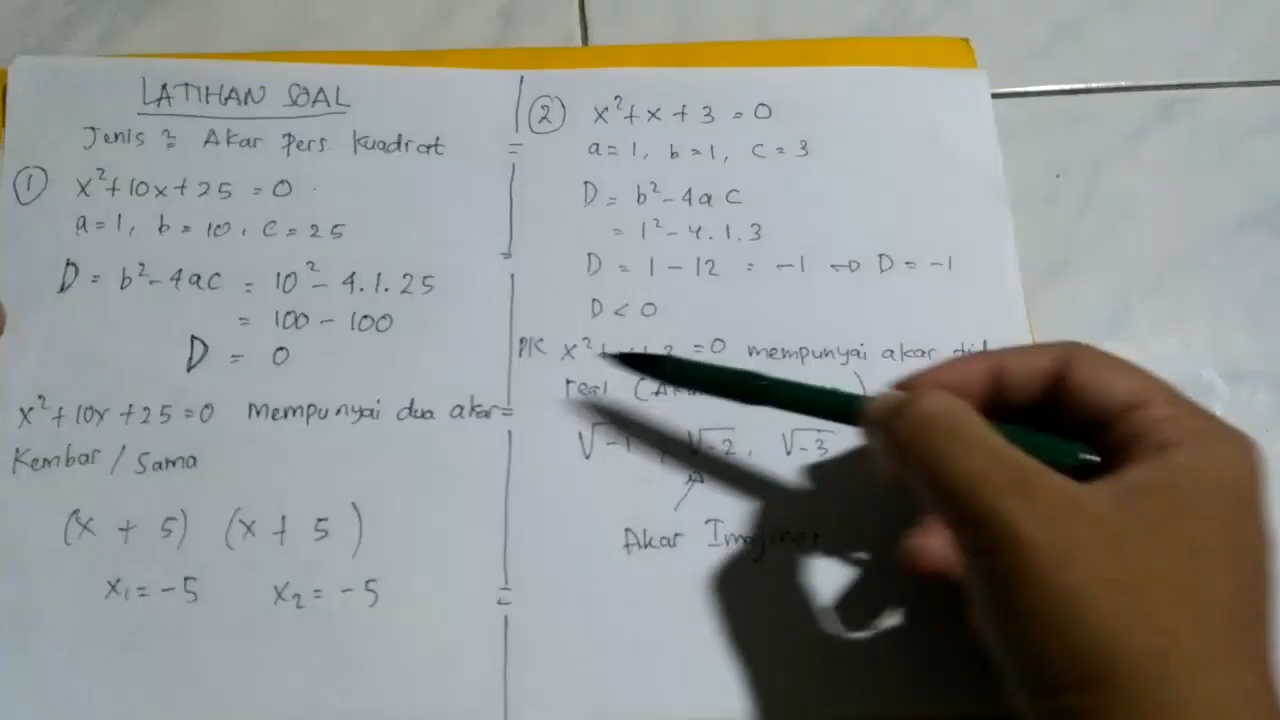 LATIHAN SOAL
Jenis² Akar Pers Kuadrat
① x²+10x+25 = 0
a=1, b=10, c=25
D = b²-4ac = 10²-4.1.25
= 100-100
D = 0
x²+10x+25=0 mempunyai dua akar
Kembar/Sama
(x + 5) (x + 5)
x₁=-5 x₂=-5
② x²+x+3 = 0
a=1, b=1, c=3
D = b²-4ac
= 1²-4.1.3
D = 1-12 = -1 → D = -1
D < 0
PK x² =0 mempunyai akar
real (
√-1, √-2, √-3
Akar Imajiner